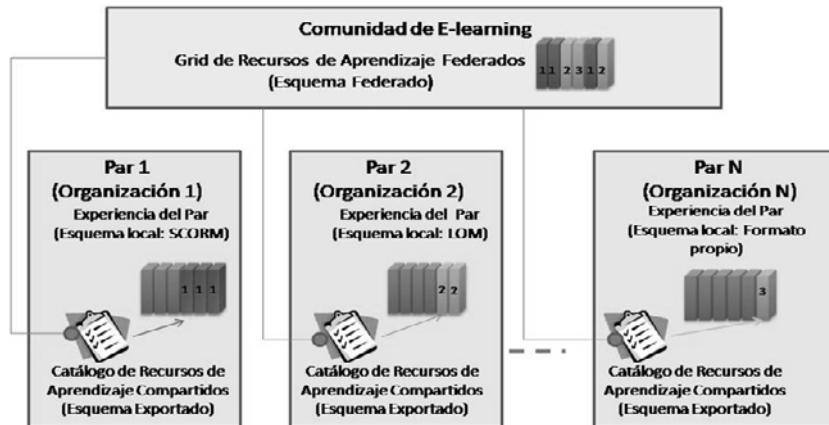 Comunidad de E-learning
Grid de Recursos de Aprendizaje Federados
(Esquema Federado)
1 1 2 3 1 2
Par 1
(Organización 1)
Experiencia del Par
(Esquema local: SCORM)
1 1 1
Catálogo de Recursos de
Aprendizaje Compartidos
(Esquema Exportado)
Par 2
(Organización 2)
Experiencia del Par
(Esquema local: LOM)
2 2
Catálogo de Recursos de
Aprendizaje Compartidos
(Esquema Exportado)
Par N
(Organización N)
Experiencia del Par
(Esquema local: Formato
propio)
3
Catálogo de Recursos de
Aprendizaje Compartidos
(Esquema Exportado)